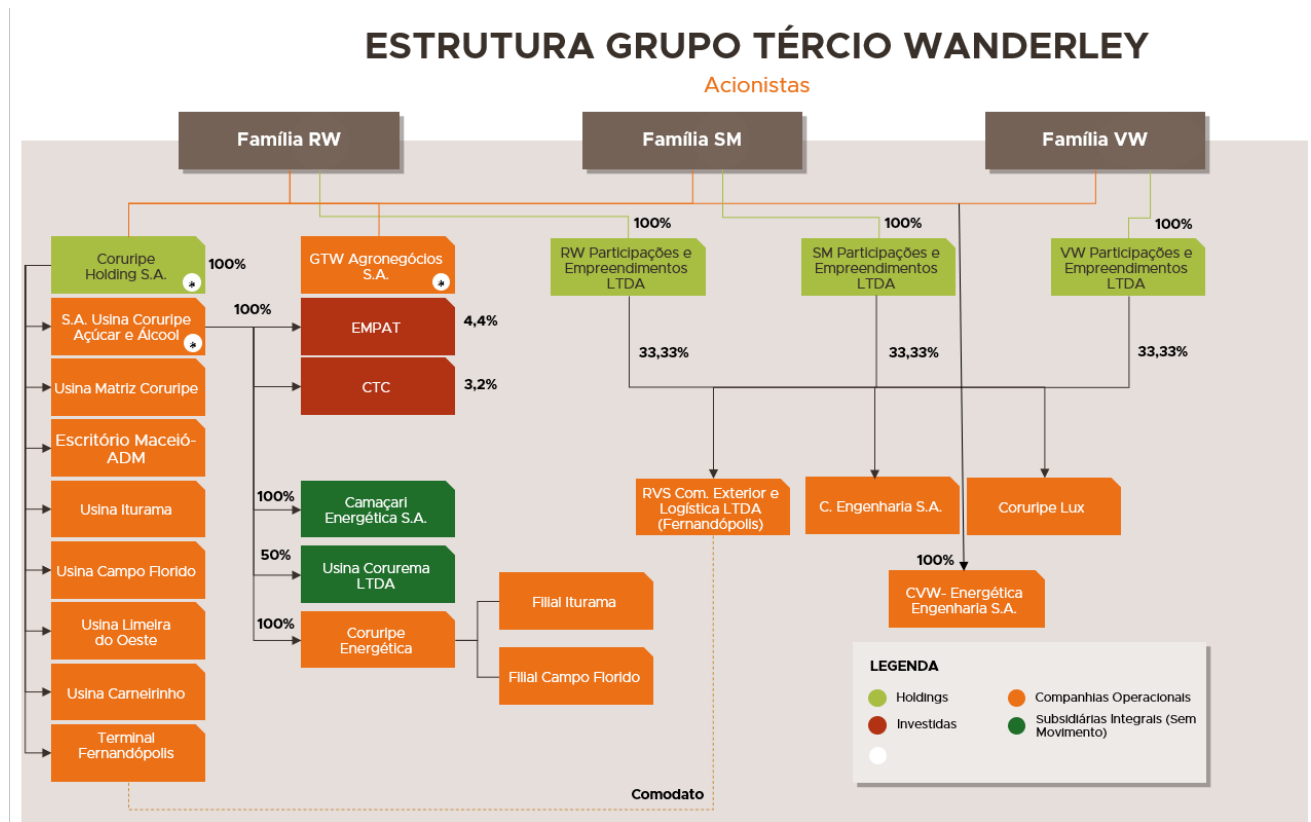 ESTRUTURA GRUPO TÉRCIO WANDERLEY
Acionistas
Família RW
Família SM
Família VW
100%
100%
100%
Coruripe
Holding S.A.
*
100%
GTW Agronegócios
S.A.
*
RW Participações e
Empreendimentos
LTDA
SM Participações e
Empreendimentos
LTDA
VW Participações e
Empreendimentos
LTDA
S.A. Usina Coruripe
Açúcar e Álcool
*
100%
EMPAT
4,4%
33,33%
33,33%
33,33%
Usina Matriz Coruripe
CTC
3,2%
Escritório Maceió-
ADM
Usina Iturama
100%
Camaçari
Energética S.A.
RVS Com. Exterior e
Logística LTDA
(Fernandópolis)
C. Engenharia S.A.
Coruripe Lux
Usina Campo Florido
50%
Usina Corurema
LTDA
100%
CVW- Energética
Engenharia S.A.
Filial Iturama
Usina Limeira
do Oeste
100%
Coruripe
Energética
Filial Campo Florido
Usina Carneirinho
Terminal
Fernandópolis
Comodato
LEGENDA
Holdings
Companhias Operacionais
Investidas
Subsidiárias Integrais (Sem
Movimento)